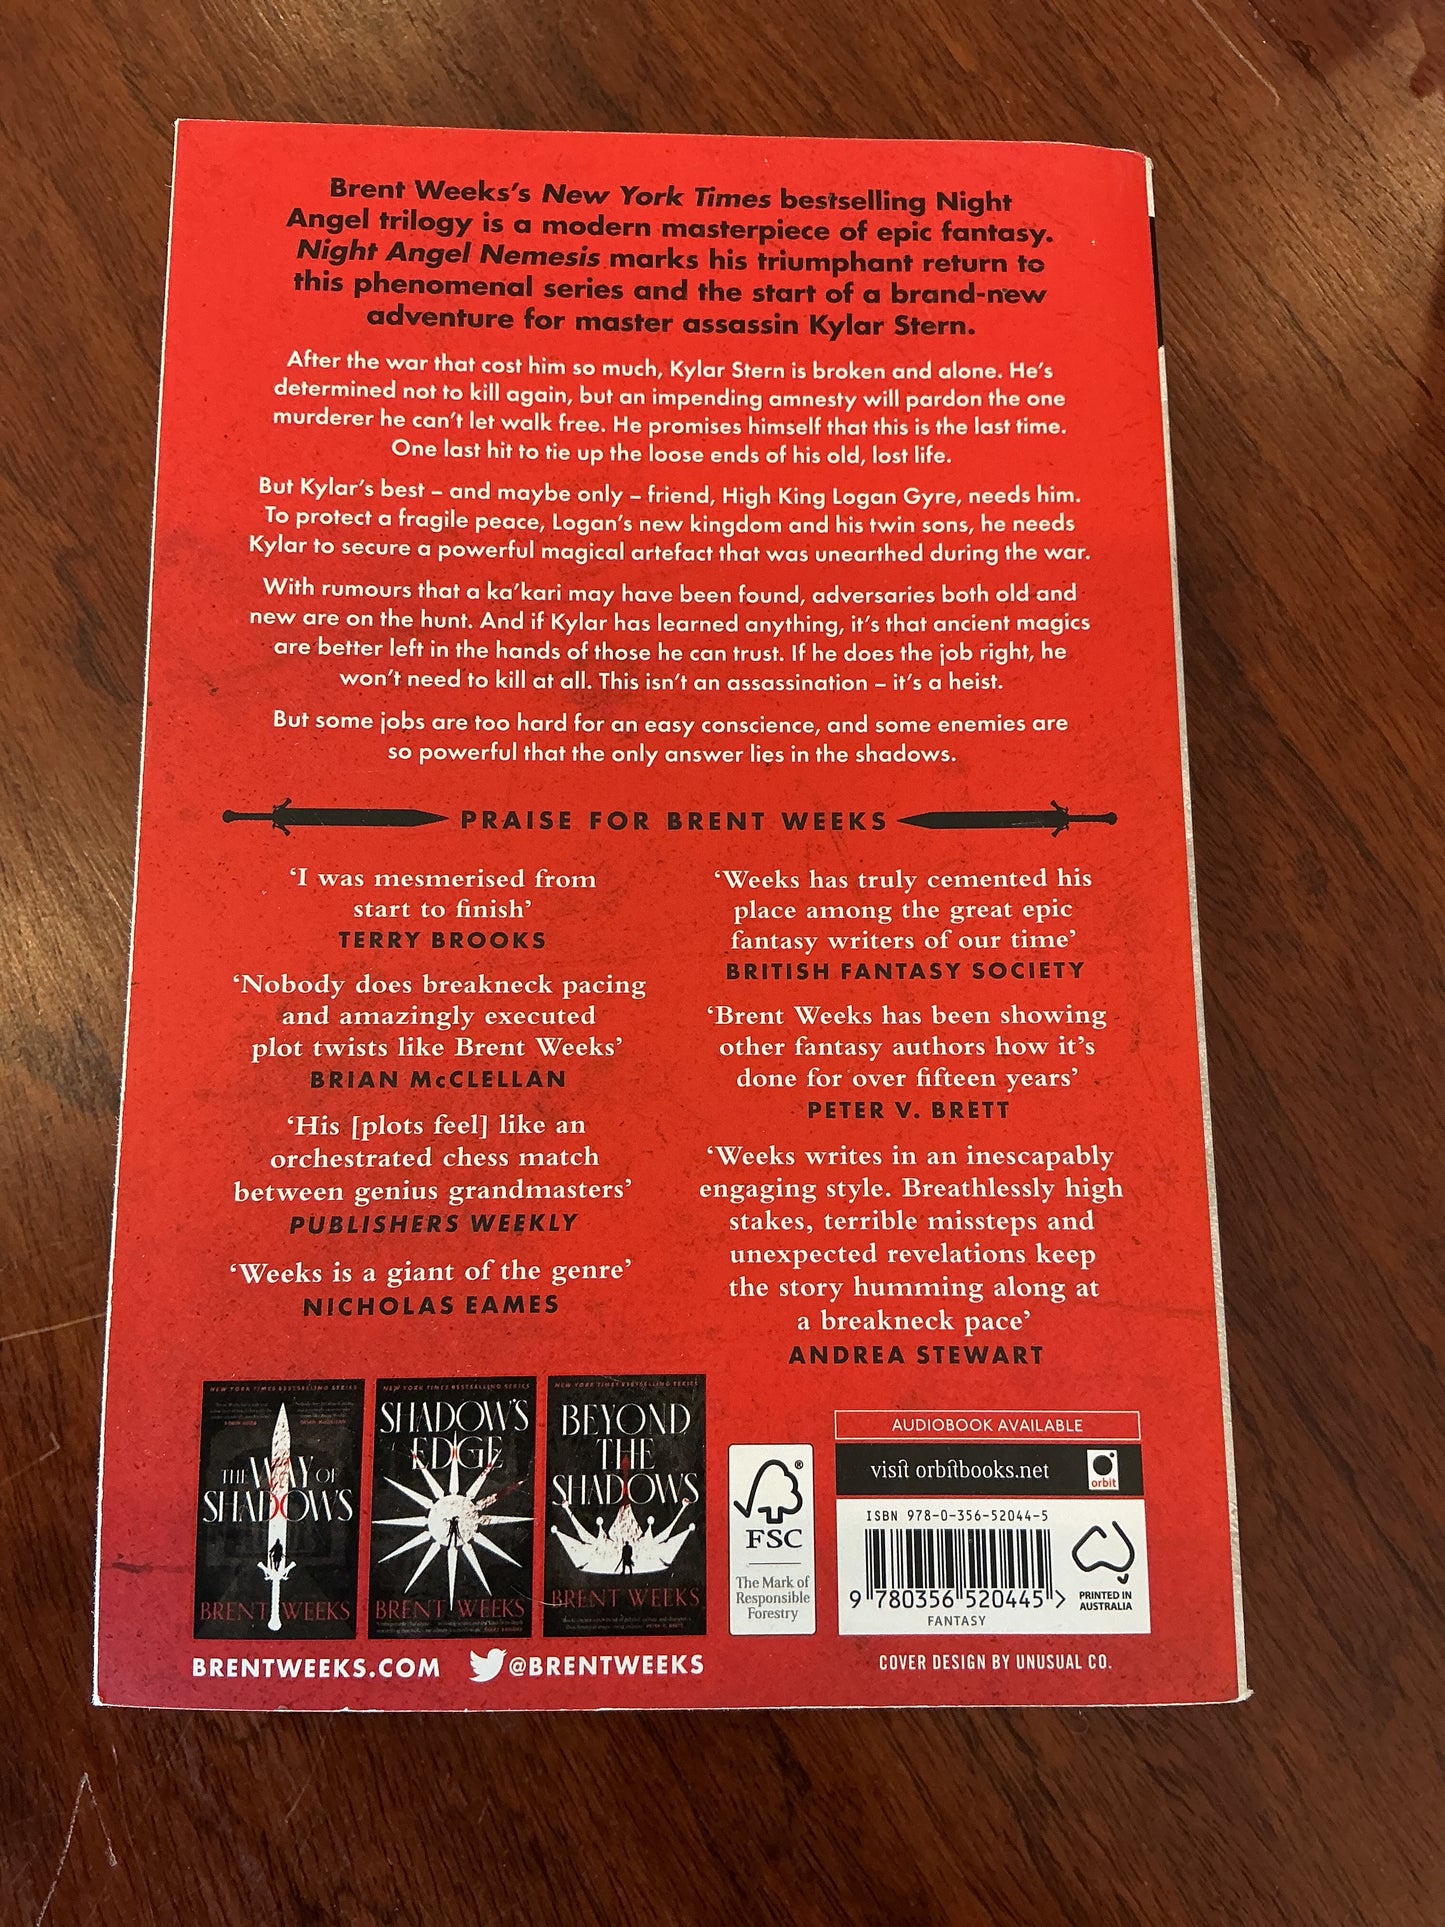 Brent Weeks's New York Times bestselling Night
Angel trilogy is a modern masterpiece of epic fantasy.
Night Angel Nemesis marks his triumphant return to
this phenomenal series and the start of a brand-new
adventure for master assassin Kylar Stern.
After the war that cost him so much, Kylar Stern is broken and alone. He's
determined not to kill again, but an impending amnesty will pardon the one
murderer he can't let walk free. He promises himself that this is the last time.
One last hit to tie up the loose ends of his old, lost life.
But Kylar's best – and maybe only – friend, High King Logan Gyre, needs him.
To protect a fragile peace, Logan's new kingdom and his twin sons, he needs
Kylar to secure a powerful magical artefact that was unearthed during the war.
With rumours that a ka'kari may have been found, adversaries both old and
new are on the hunt. And if Kylar has learned anything, it's that ancient magics
are better left in the hands of those he can trust. If he does the job right, he
won't need to kill at all. This isn't an assassination – it's a heist.
But some jobs are too hard for an easy conscience, and some enemies are
so powerful that the only answer lies in the shadows.
PRAISE FOR BRENT WEEKS
'I was mesmerised from
start to finish'
TERRY BROOKS
'Nobody does breakneck pacing
and amazingly executed
plot twists like Brent Weeks'
BRIAN McCLELLAN
'His [plots feel] like an
orchestrated chess match
between genius grandmasters'
PUBLISHERS WEEKLY
'Weeks is a giant of the genre'
NICHOLAS EAMES
'Weeks has truly cemented his
place among the great epic
fantasy writers of our time'
BRITISH FANTASY SOCIETY
'Brent Weeks has been showing
other fantasy authors how it's
done for over fifteen years'
PETER V. BRETT
'Weeks writes in an inescapably
engaging style. Breathlessly high
stakes, terrible missteps and
unexpected revelations keep
the story humming along at
a breakneck pace'
ANDREA STEWART
NEW YORK TIMES BESTSELLING SERIES
THE WAY OF
SHADOWS
BRENT WEEKS
NEW YORK TIMES BESTSELLING SERIES
SHADOW'S
EDGE
BRENT WEEKS
NEW YORK TIMES BESTSELLING SERIES
BEYOND
THE
SHADOWS
BRENT WEEKS
®
FSC
The Mark of
Responsible
Forestry
AUDIOBOOK AVAILABLE
visit orbitbooks.net
orbit
ISBN 978-0-356-52044-5
9 780356 520445 >
FANTASY
PRINTED IN
AUSTRALIA
BRENTWEEKS.COM @BRENTWEEKS
COVER DESIGN BY UNUSUAL CO.